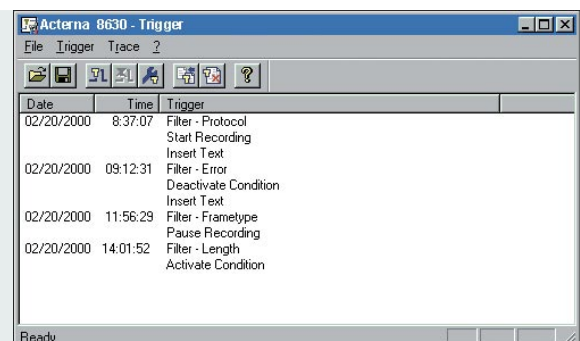 Acterna 8630 - Trigger
File Trigger Trace ?
Date Time Trigger
02/20/2000 8:37:07 Filter - Protocol
Start Recording
Insert Text
02/20/2000 09:12:31 Filter - Error
Deactivate Condition
Insert Text
02/20/2000 11:56:29 Filter - Frametype
Pause Recording
02/20/2000 14:01:52 Filter - Length
Activate Condition
Ready